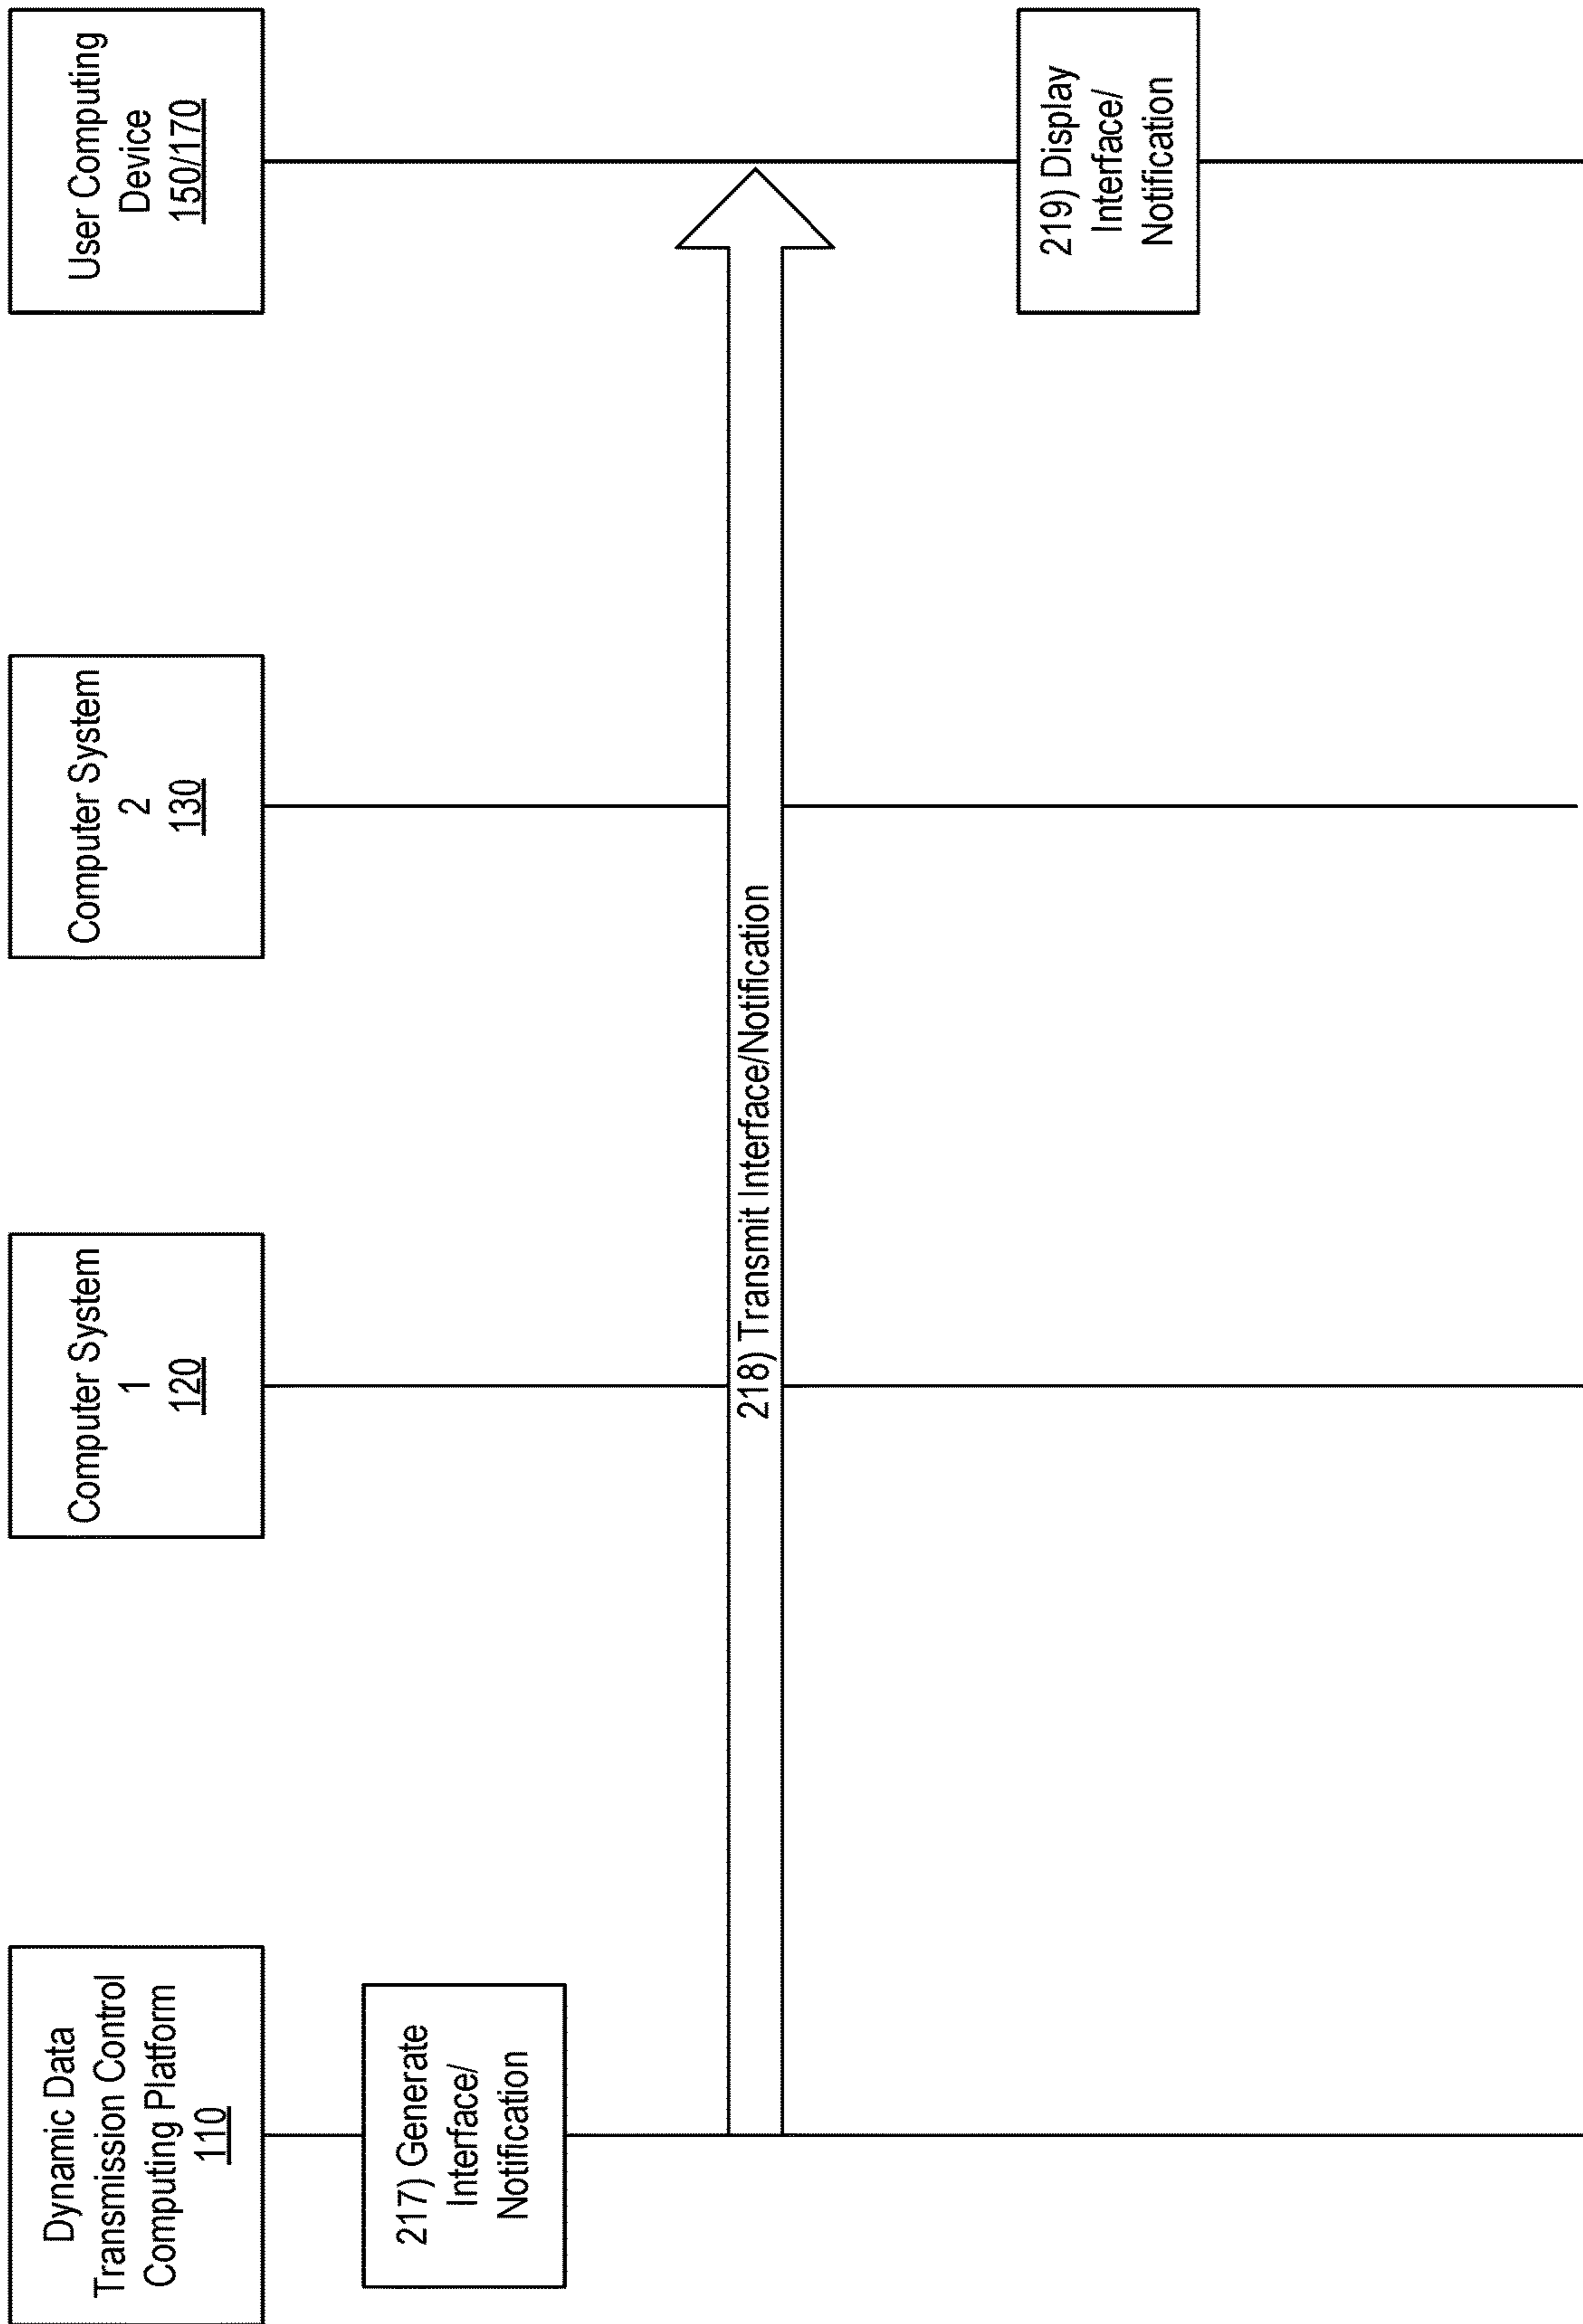 Dynamic Data
Transmission Control
Computing Platform
110
Computer System
1
120
Computer System
2
130
User Computing
Device
150/170
217) Generate
Interface/
Notification
218) Transmit Interface/Notification
219) Display
Interface/
Notification